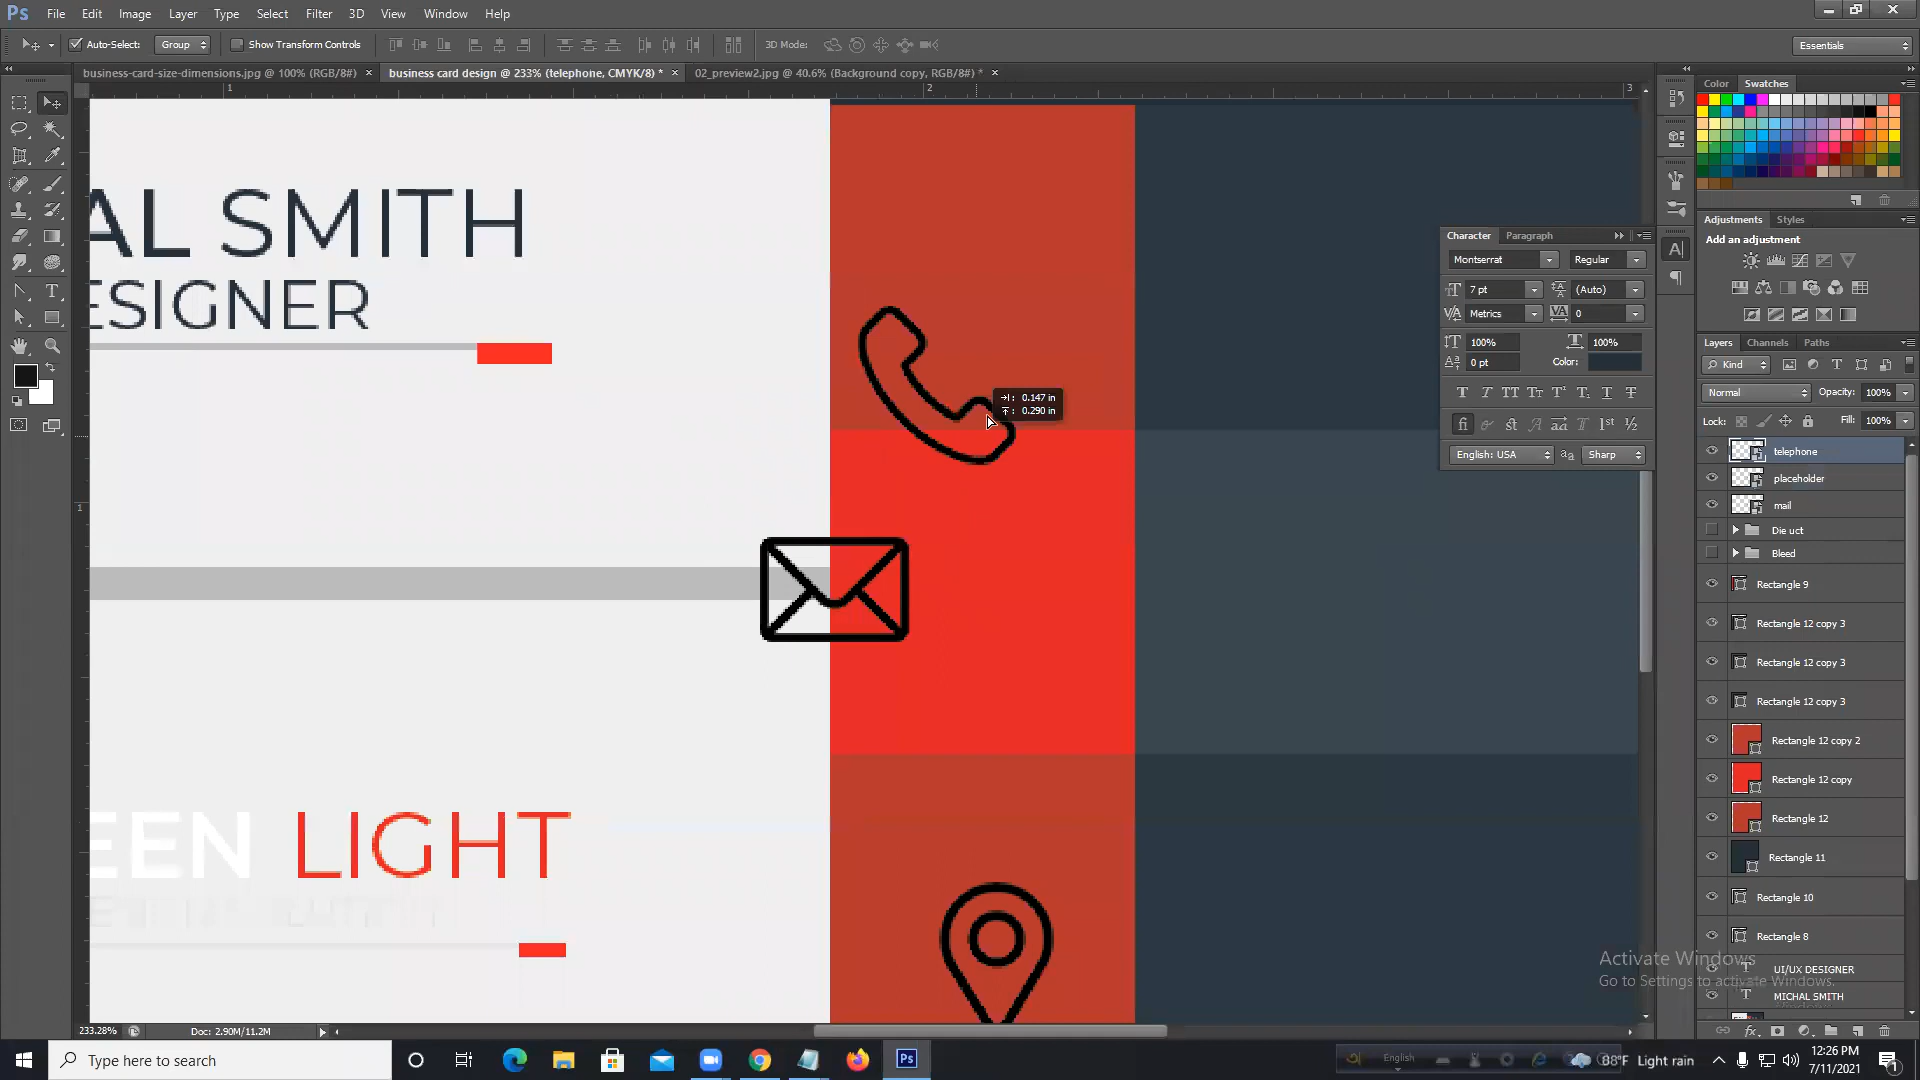 Ps File Edit Image Layer Type Select Filter 3D View Window Help
Auto-Select: Group Show Transform Controls 3D Mode: Essentials
business-card-size-dimensions.jpg @ 100% (RGB/8#) × business card design @ 233% (telephone, CMYK/8) * × 02_preview2.jpg @ 40.6% (Background copy, RGB/8#) * ×
1 2 3
Color Swatches
Adjustments Styles
Add an adjustment
AL SMITH
ESIGNER
0.147 in
0.290 in
1
EEN LIGHT
Character Paragraph
Montserrat Regular
7 pt (Auto)
Metrics 0
100% 100%
0 pt Color:
English: USA Sharp
Layers Channels Paths
Kind
Normal Opacity: 100%
Lock: Fill: 100%
telephone
placeholder
mail
Die uct
Bleed
Rectangle 9
Rectangle 12 copy 3
Rectangle 12 copy 3
Rectangle 12 copy 3
Rectangle 12 copy 2
Rectangle 12 copy
Rectangle 12
Rectangle 11
Rectangle 10
Rectangle 8
UI/UX DESIGNER
MICHAL SMITH
Activate Windows
Go to Settings to activate Windows.
233.28% Doc: 2.90M/11.2M
Type here to search
English
88°F Light rain
12:26 PM
7/11/2021